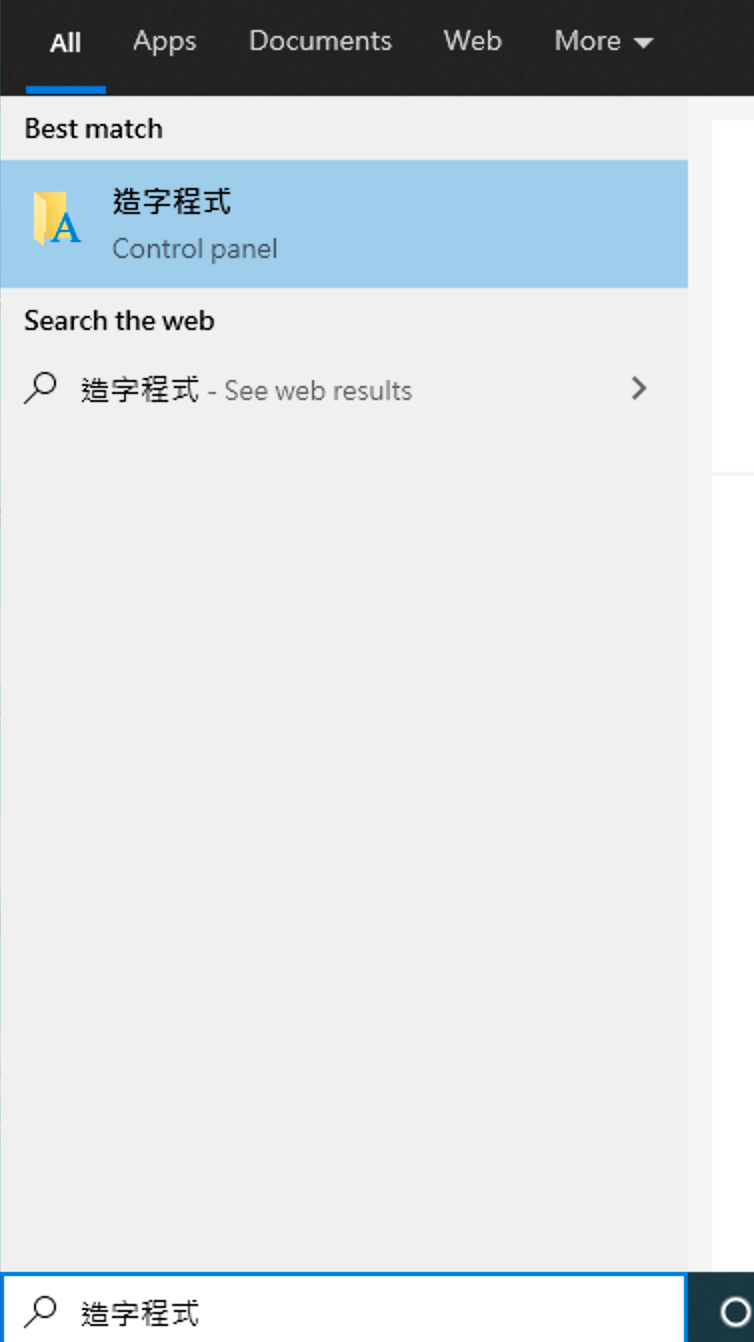 All Apps Documents Web More
Best match
造字程式
Control panel
Search the web
造字程式 - See web results
造字程式